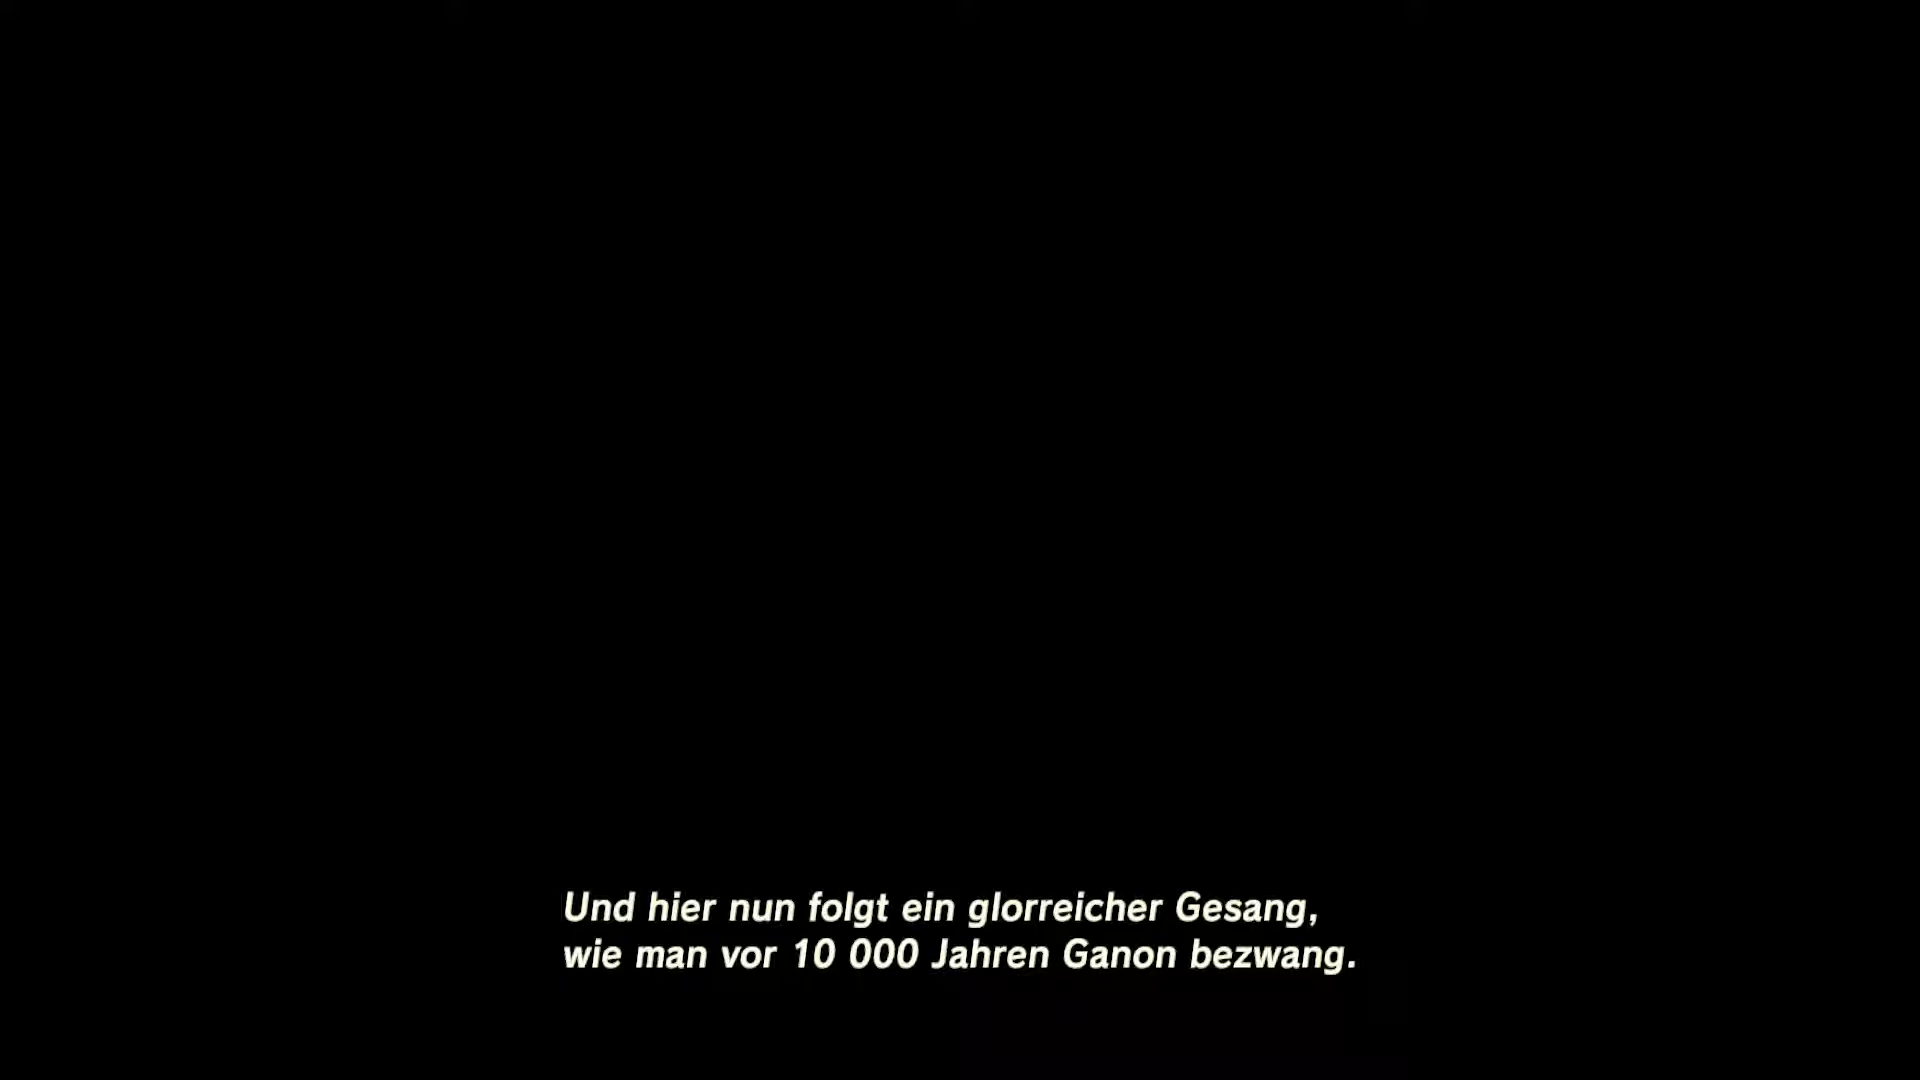 Und hier nun folgt ein glorreicher Gesang,
wie man vor 10 000 Jahren Ganon bezwang.